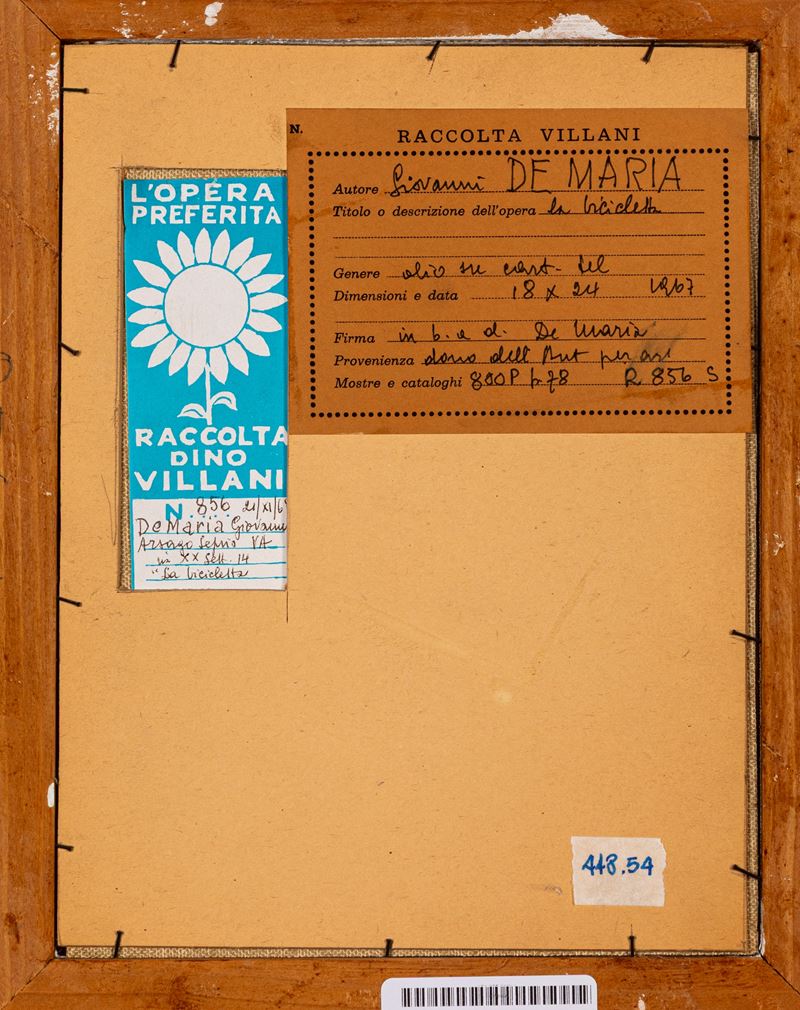 N.
RACCOLTA VILLANI
Autore Giovanni DE MARIA
Titolo o descrizione dell'opera la bicicletta
Genere olio su cart. tel
Dimensioni e data 18 x 24 1967
Firma in b. a d. De Maria
Provenienza dono dell'Aut per acc
Mostre e cataloghi 800P p. 78 R 856 S
L'OPERA
PREFERITA
RACCOLTA
DINO
VILLANI
N. 856 21/XI/6
De Maria Giovanni
Arsago Seprio VA
via XX Sett. 14
"La bicicletta
448.54